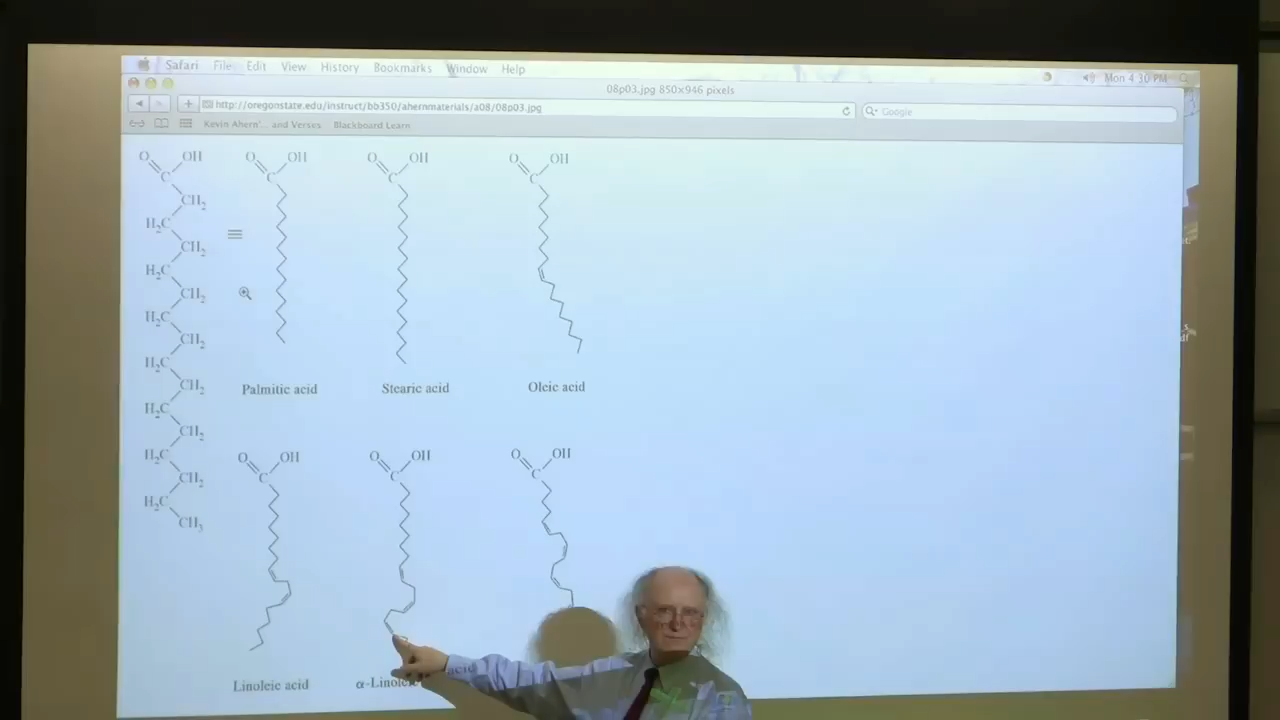 Safari File Edit View History Bookmarks Window Help Mon 4 30 PM
08p03.jpg 850×946 pixels
http://oregonstate.edu/instruct/bb350/ahernmaterials/a08/08p03.jpg
Google
Kevin Ahern'... and Verses Blackboard Learn
O OH O OH O OH O OH
C C C C
CH2
H2C
CH2
H2C
CH2
H2C
CH2
H2C
CH2
Palmitic acid Stearic acid Oleic acid
H2C
CH2
H2C
CH2
H2C
CH3
O OH O OH O OH
C C C
Linoleic acid α-Linole acid